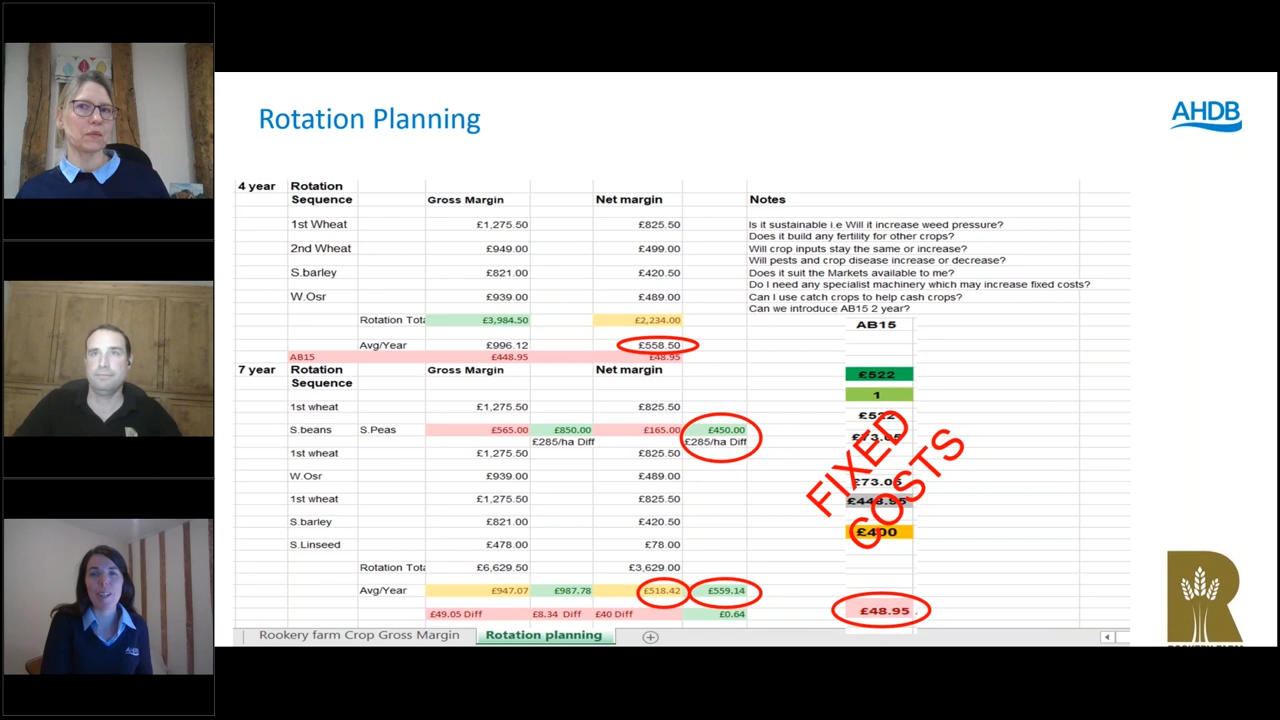 Rotation Planning
AHDB
4 year Rotation Sequence Gross Margin Net margin Notes
1st Wheat £1,275.50 £825.50 Is it sustainable i.e Will it increase weed pressure?
Does it build any fertility for other crops?
2nd Wheat £949.00 £499.00 Will crop inputs stay the same or increase?
Will pests and crop disease increase or decrease?
S.barley £821.00 £420.50 Does it suit the Markets available to me?
Do I need any specialist machinery which may increase fixed costs?
W.Osr £939.00 £489.00 Can I use catch crops to help cash crops?
Can we introduce AB15 2 year?
Rotation Tota £3,984.50 £2,234.00
AB15
Avg/Year £996.12 £558.50
AB15 £448.95 £48.95
7 year Rotation Sequence Gross Margin Net margin
£522
1
1st wheat £1,275.50 £825.50
£522
S.beans S.Peas £565.00 £850.00 £165.00 £450.00
£285/ha Diff £285/ha Diff
£73.05
1st wheat £1,275.50 £825.50
W.Osr £939.00 £489.00
£73.05
1st wheat £1,275.50 £825.50
£448.95
S.barley £821.00 £420.50
£400
S.Linseed £478.00 £78.00
FIXED
COSTS
Rotation Tota £6,629.50 £3,629.00
Avg/Year £947.07 £987.78 £518.42 £559.14
£49.05 Diff £8.34 Diff £40 Diff £0.64
£48.95
Rookery farm Crop Gross Margin Rotation planning
AHDB